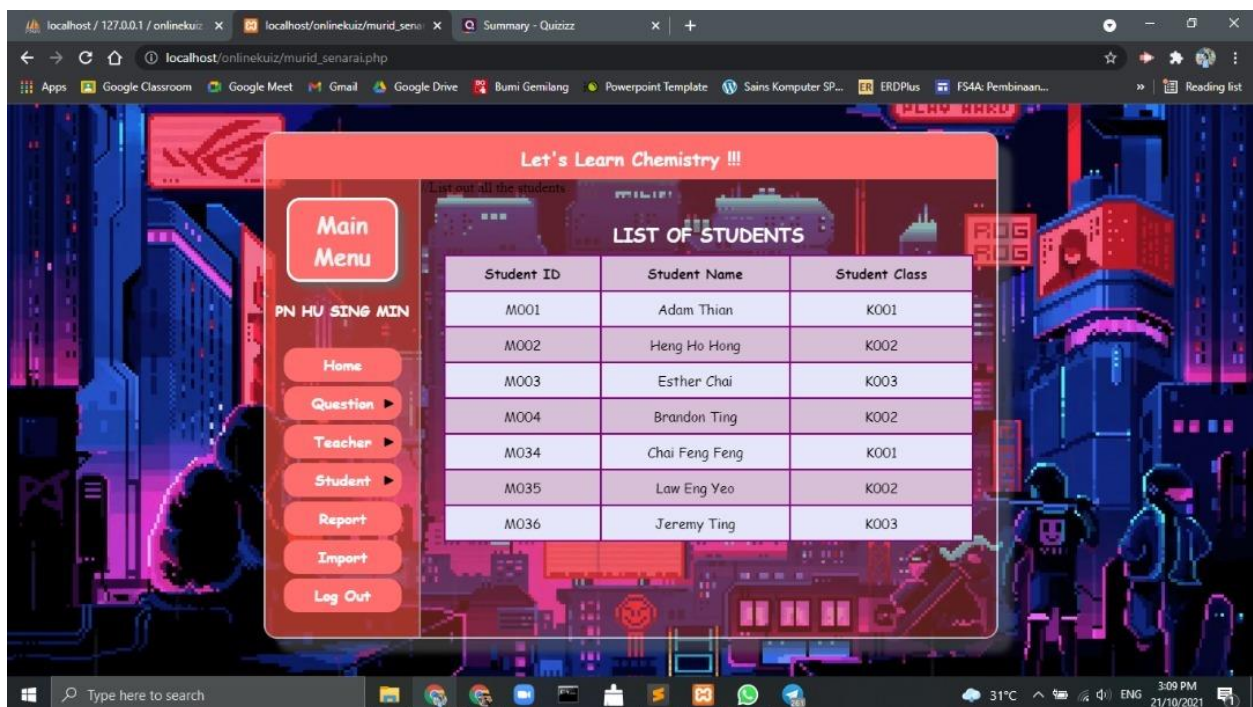 localhost / 127.0.0.1 / onlinekuiz
localhost/onlinekuiz/murid_sena
Summary - Quizizz
localhost/onlinekuiz/murid_senarai.php
Apps Google Classroom Google Meet Gmail Google Drive Bumi Gemilang Powerpoint Template Sains Komputer SP... ERDPlus FS4A: Pembinaan... » Reading list
PLAY HARD
Let's Learn Chemistry !!!
List out all the students
Main
Menu
PN HU SING MIN
Home
Question
Teacher
Student
Report
Import
Log Out
LIST OF STUDENTS
Student ID Student Name Student Class
M001 Adam Thian K001
M002 Heng Ho Hong K002
M003 Esther Chai K003
M004 Brandon Ting K002
M034 Chai Feng Feng K001
M035 Law Eng Yeo K002
M036 Jeremy Ting K003
ROG
ROG
Type here to search
31°C ENG 3:09 PM
21/10/2021